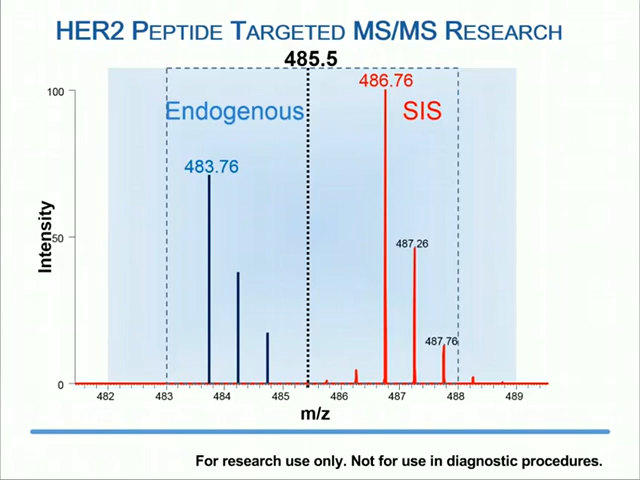 HER2 PEPTIDE TARGETED MS/MS RESEARCH
485.5
486.76
100
Endogenous
SIS
483.76
Intensity
487.26
50
487.76
0
482 483 484 485 486 487 488 489
m/z
For research use only. Not for use in diagnostic procedures.